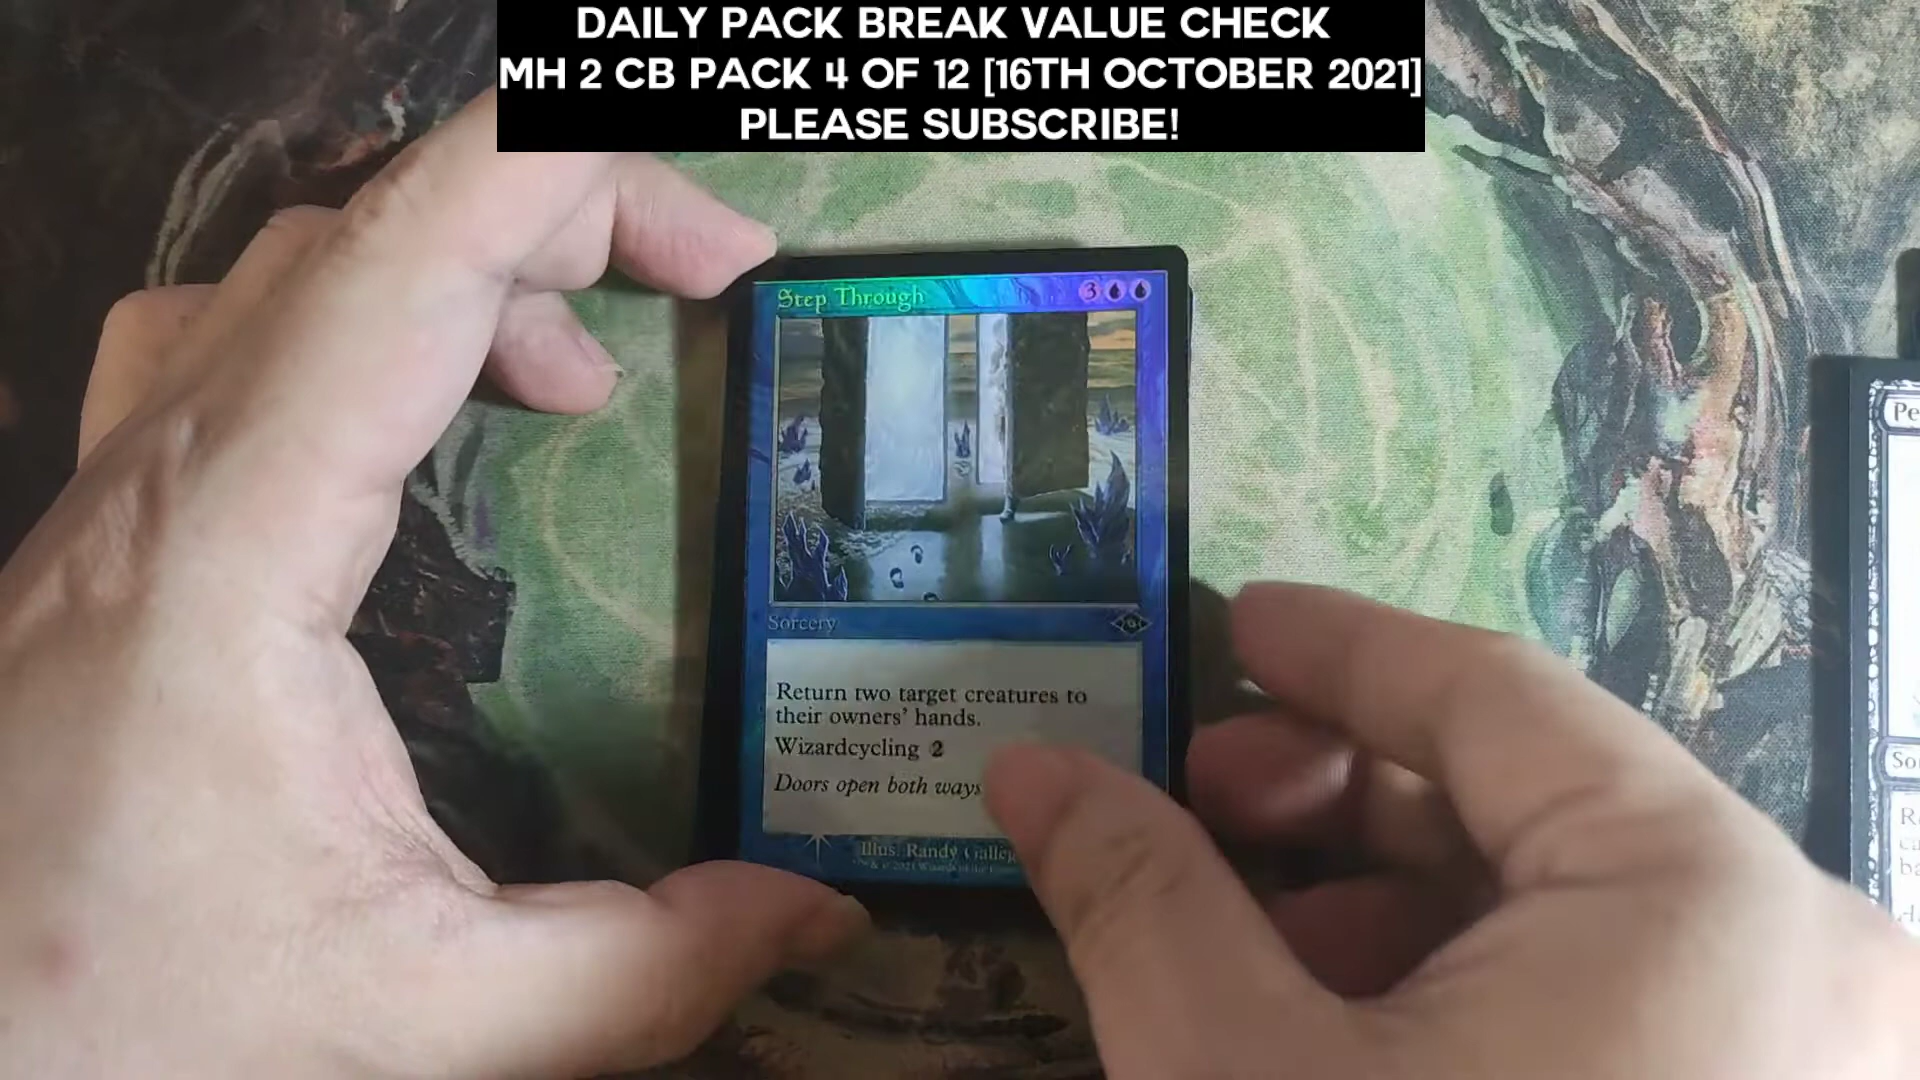 DAILY PACK BREAK VALUE CHECK
MH 2 CB PACK 4 OF 12 [16TH OCTOBER 2021]
PLEASE SUBSCRIBE!
Step Through 3
Sorcery
Return two target creatures to
their owners' hands.
Wizardcycling 2
Doors open both ways
Illus. Randy
Pe